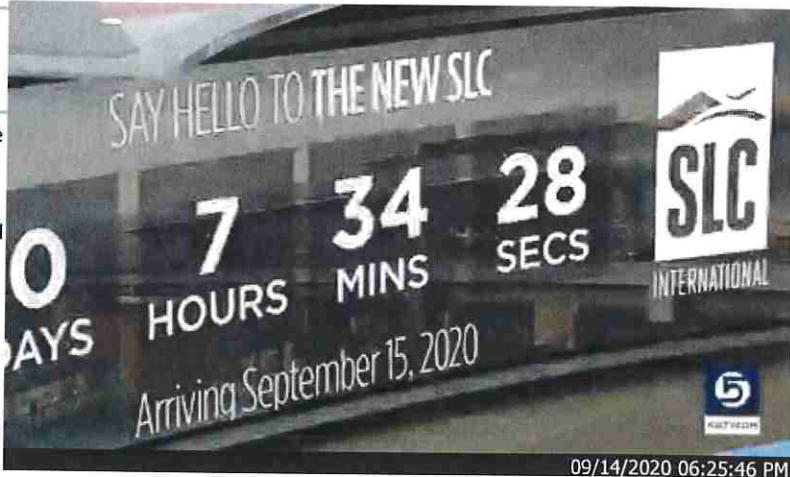 SAY HELLO TO THE NEW SLC
0 7 34 28
DAYS HOURS MINS SECS
Arriving September 15, 2020
SLC
INTERNATIONAL
5
09/14/2020 06:25:46 PM